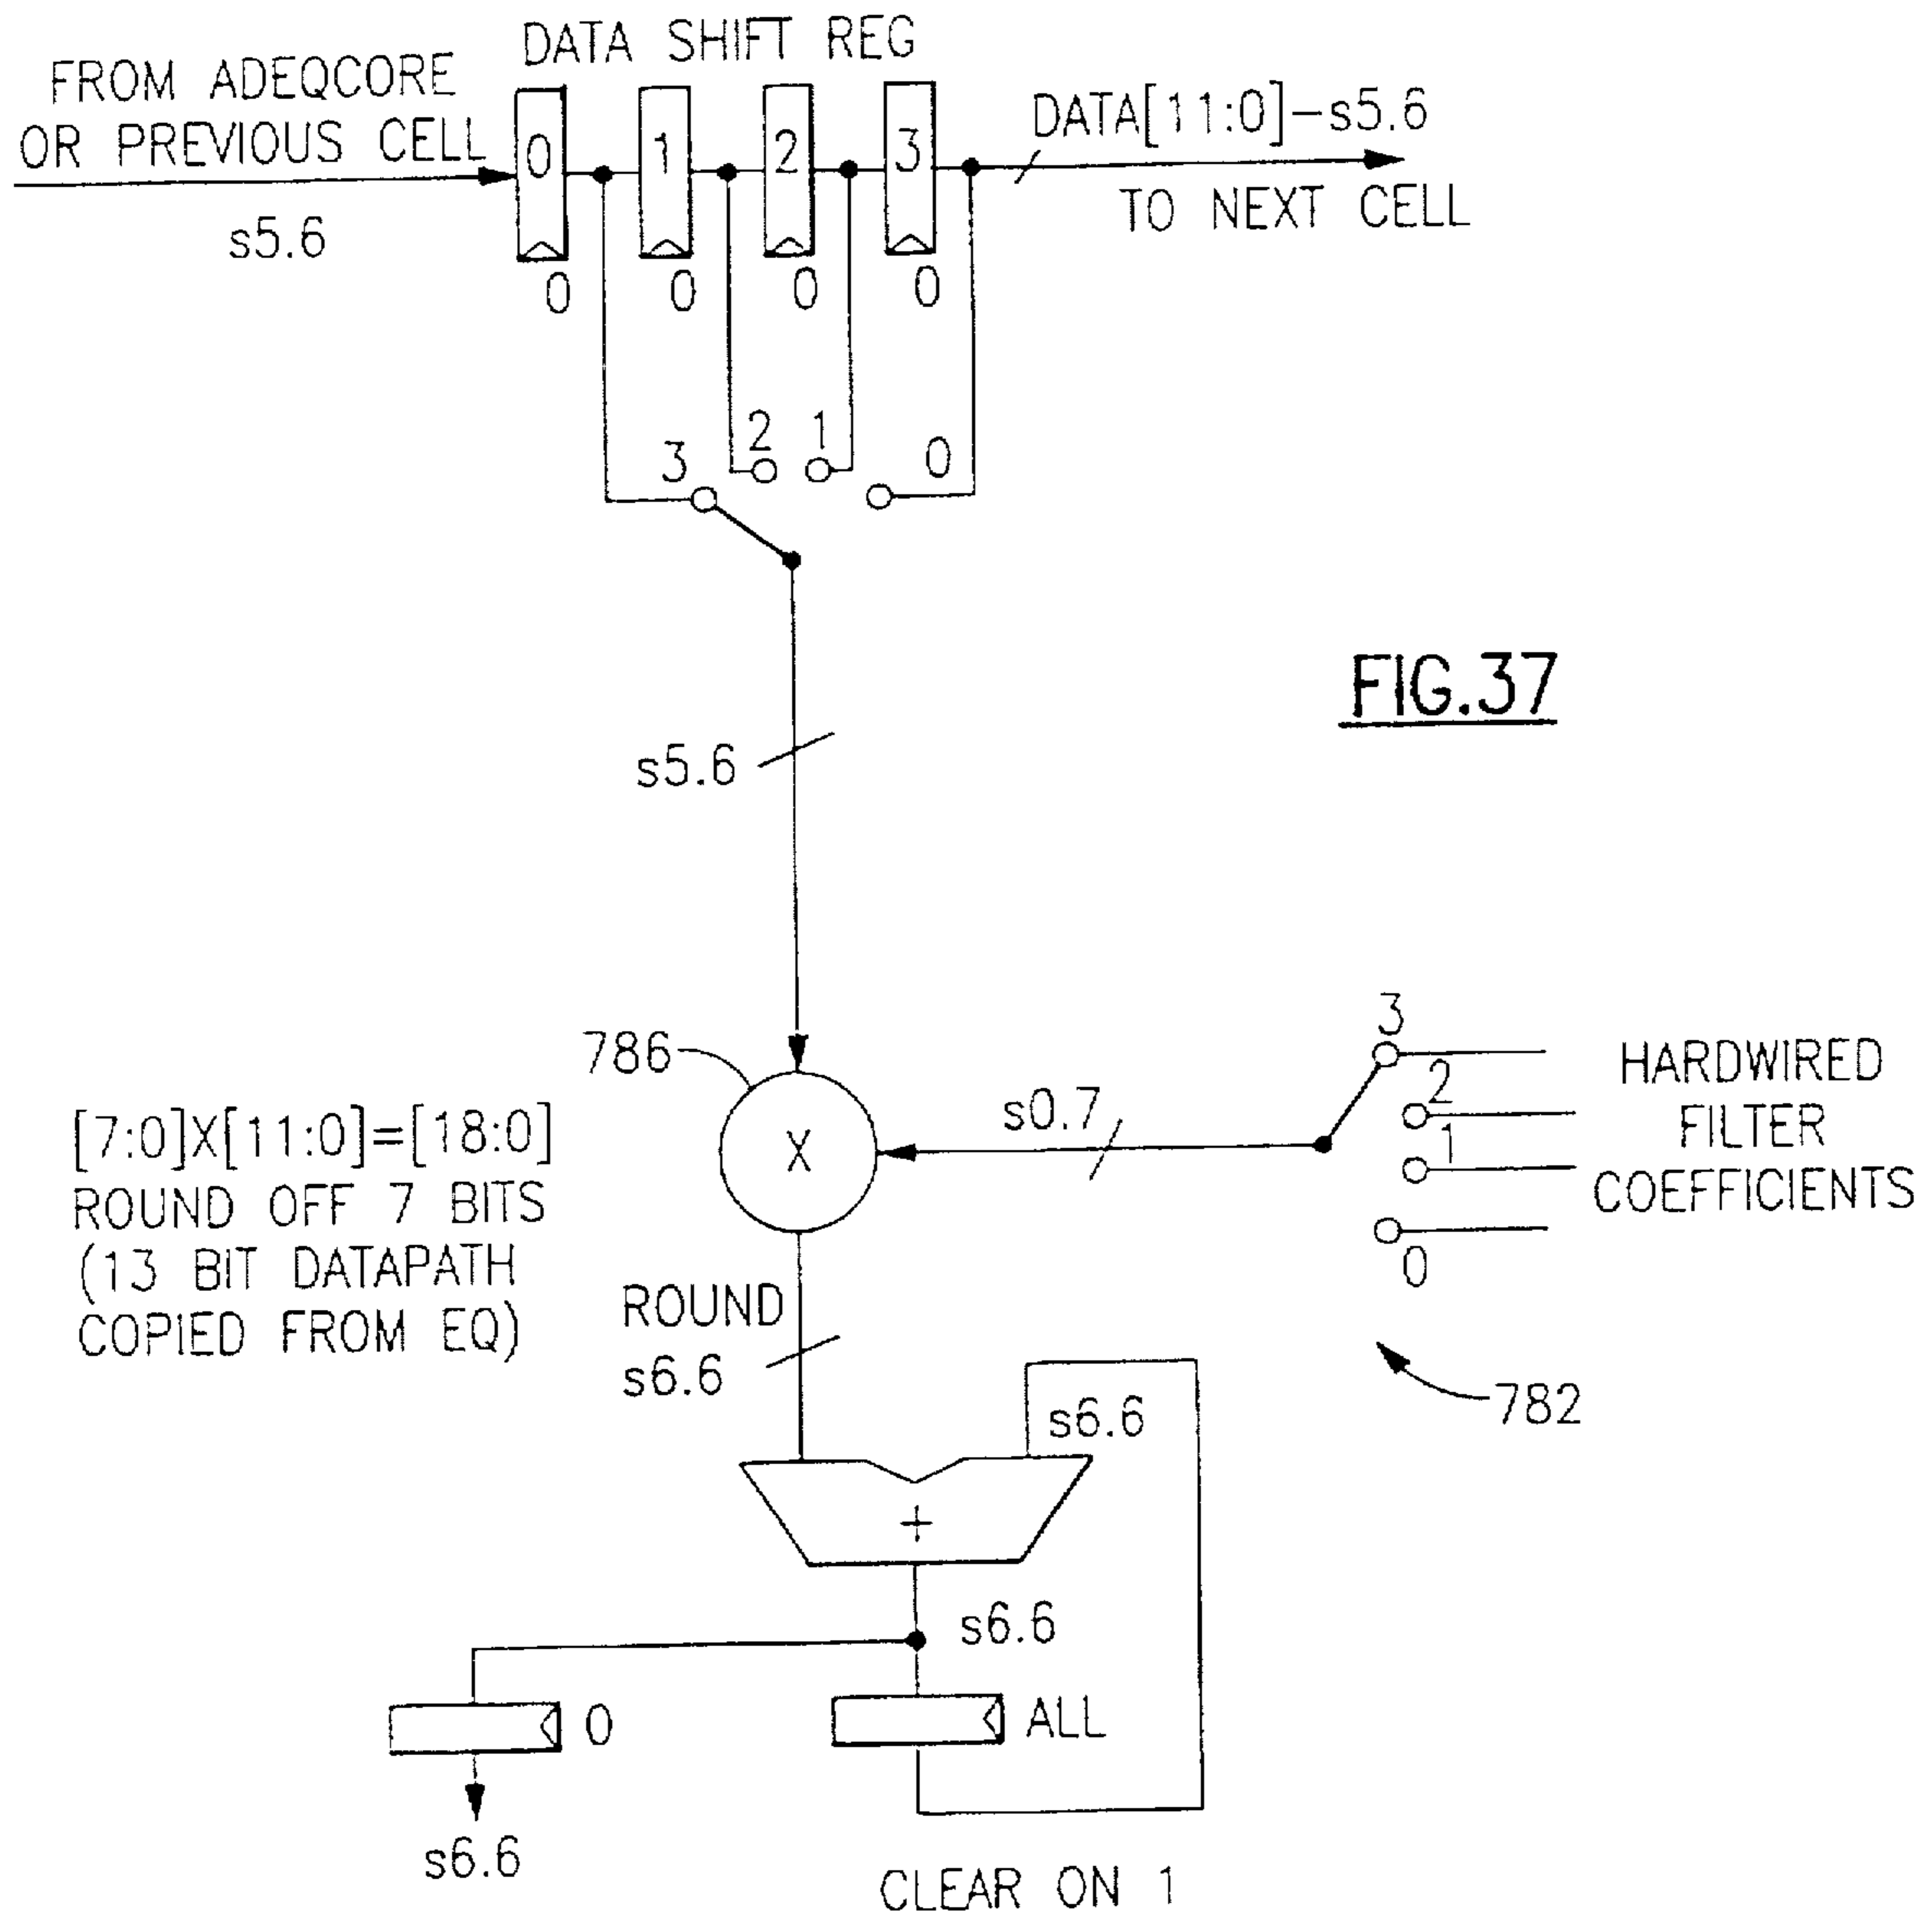 DATA SHIFT REG
FROM ADEQCORE
OR PREVIOUS CELL
s5.6
0
1
2
3
0
0
0
0
DATA[11:0]-s5.6
TO NEXT CELL
3
2
1
0
s5.6
FIG.37
786
X
s0.7
3
2
1
0
HARDWIRED
FILTER
COEFFICIENTS
782
[7:0]X[11:0]=[18:0]
ROUND OFF 7 BITS
(13 BIT DATAPATH
COPIED FROM EQ)
ROUND
s6.6
s6.6
+
s6.6
0
ALL
s6.6
CLEAR ON 1